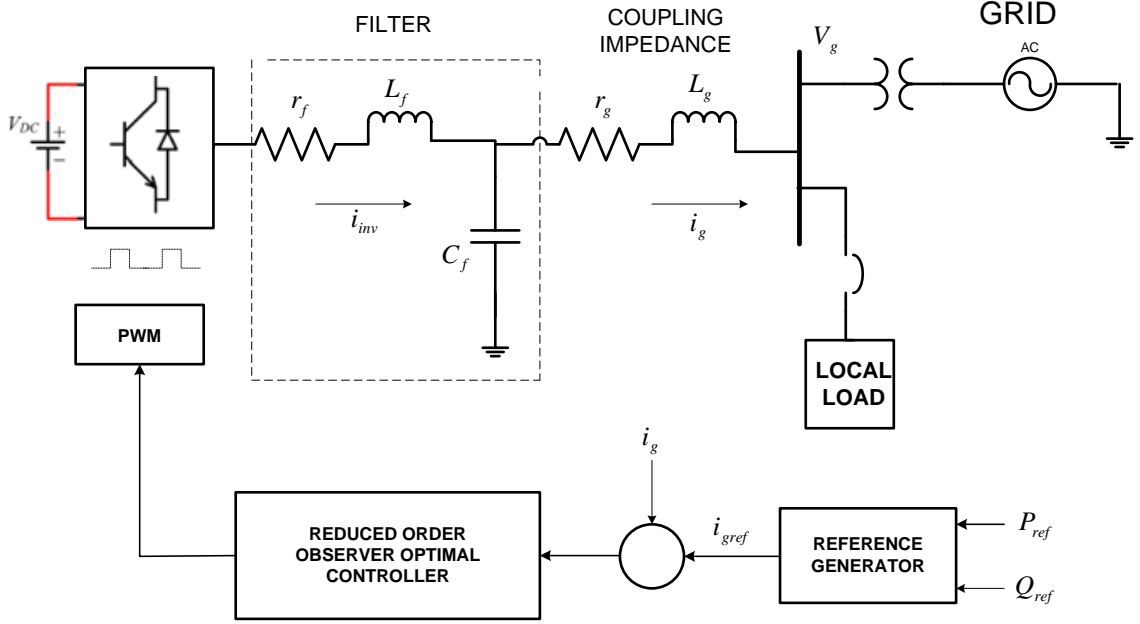 FILTER
COUPLING
IMPEDANCE
GRID
V_g
AC
r_f
L_f
r_g
L_g
V_DC
+
−
i_inv
i_g
C_f
PWM
LOCAL
LOAD
i_g
REDUCED ORDER
OBSERVER OPTIMAL
CONTROLLER
i_gref
REFERENCE
GENERATOR
P_ref
Q_ref